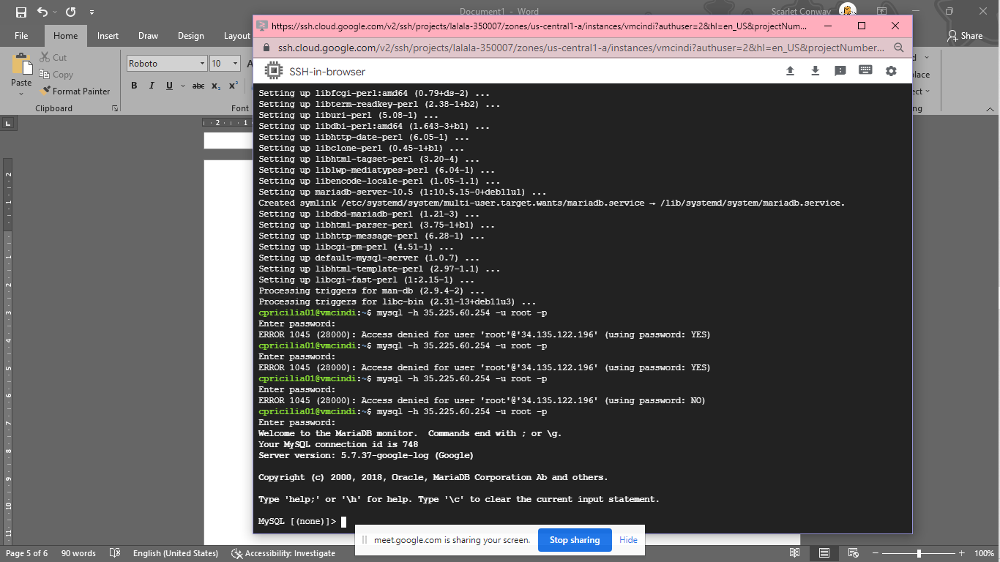 Document1 - Word
Scarlet Conway
File Home Insert Draw Design Layout
Share
https://ssh.cloud.google.com/v2/ssh/projects/lalala-350007/zones/us-central1-a/instances/vmcindi?authuser=2&hl=en_US&projectNum...
ssh.cloud.google.com/v2/ssh/projects/lalala-350007/zones/us-central1-a/instances/vmcindi?authuser=2&hl=en_US&projectNumber...
SSH-in-browser
Paste
Cut
Copy
Format Painter
Clipboard
Roboto 10
B I U abc x₂ x²
Font
Setting up libfcgi-perl:amd64 (0.79+ds-2) ...
Setting up libterm-readkey-perl (2.38-1+b2) ...
Setting up liburi-perl (5.08-1) ...
Setting up libdbi-perl:amd64 (1.643-3+b1) ...
Setting up libhttp-date-perl (6.05-1) ...
Setting up libclone-perl (0.45-1+b1) ...
Setting up libhtml-tagset-perl (3.20-4) ...
Setting up liblwp-mediatypes-perl (6.04-1) ...
Setting up libencode-locale-perl (1.05-1.1) ...
Setting up mariadb-server-10.5 (1:10.5.15-0+deb11u1) ...
Created symlink /etc/systemd/system/multi-user.target.wants/mariadb.service → /lib/systemd/system/mariadb.service.
Setting up libdbd-mariadb-perl (1.21-3) ...
Setting up libhtml-parser-perl (3.75-1+b1) ...
Setting up libhttp-message-perl (6.28-1) ...
Setting up libcgi-pm-perl (4.51-1) ...
Setting up default-mysql-server (1.0.7) ...
Setting up libhtml-template-perl (2.97-1.1) ...
Setting up libcgi-fast-perl (1:2.15-1) ...
Processing triggers for man-db (2.9.4-2) ...
Processing triggers for libc-bin (2.31-13+deb11u3) ...
cpricilia01@vmcindi:~$ mysql -h 35.225.60.254 -u root -p
Enter password:
ERROR 1045 (28000): Access denied for user 'root'@'34.135.122.196' (using password: YES)
cpricilia01@vmcindi:~$ mysql -h 35.225.60.254 -u root -p
Enter password:
ERROR 1045 (28000): Access denied for user 'root'@'34.135.122.196' (using password: YES)
cpricilia01@vmcindi:~$ mysql -h 35.225.60.254 -u root -p
Enter password:
ERROR 1045 (28000): Access denied for user 'root'@'34.135.122.196' (using password: NO)
cpricilia01@vmcindi:~$ mysql -h 35.225.60.254 -u root -p
Enter password:
Welcome to the MariaDB monitor.  Commands end with ; or \g.
Your MySQL connection id is 748
Server version: 5.7.37-google-log (Google)
Copyright (c) 2000, 2018, Oracle, MariaDB Corporation Ab and others.
Type 'help;' or '\h' for help. Type '\c' to clear the current input statement.
MySQL [(none)]>
meet.google.com is sharing your screen. Stop sharing Hide
Page 5 of 6 90 words English (United States) Accessibility: Investigate 100%